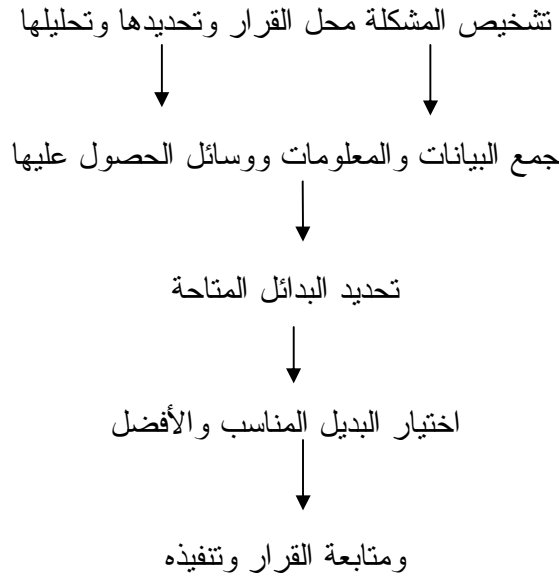 تشخيص المشكلة محل القرار وتحديدها وتحليلها
جمع البيانات والمعلومات ووسائل الحصول عليها
تحديد البدائل المتاحة
اختيار البديل المناسب والأفضل
ومتابعة القرار وتنفيذه